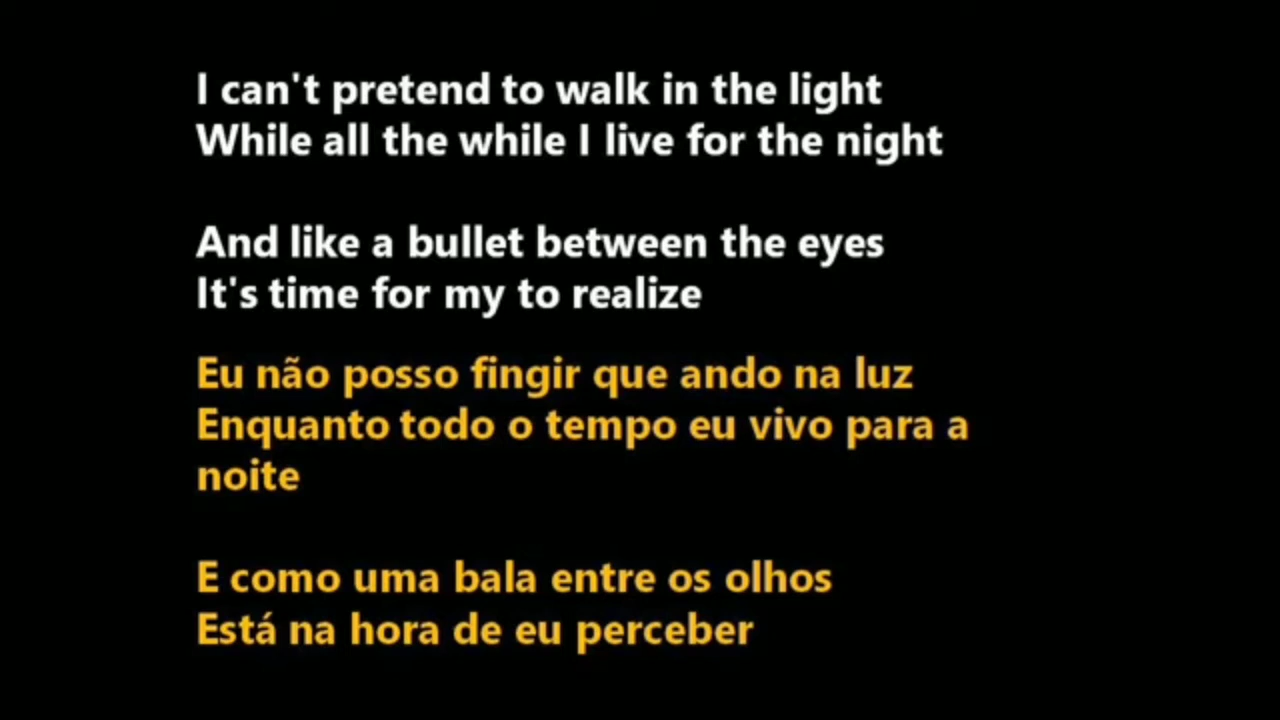 I can't pretend to walk in the light
While all the while I live for the night
And like a bullet between the eyes
It's time for my to realize
Eu não posso fingir que ando na luz
Enquanto todo o tempo eu vivo para a
noite
E como uma bala entre os olhos
Está na hora de eu perceber